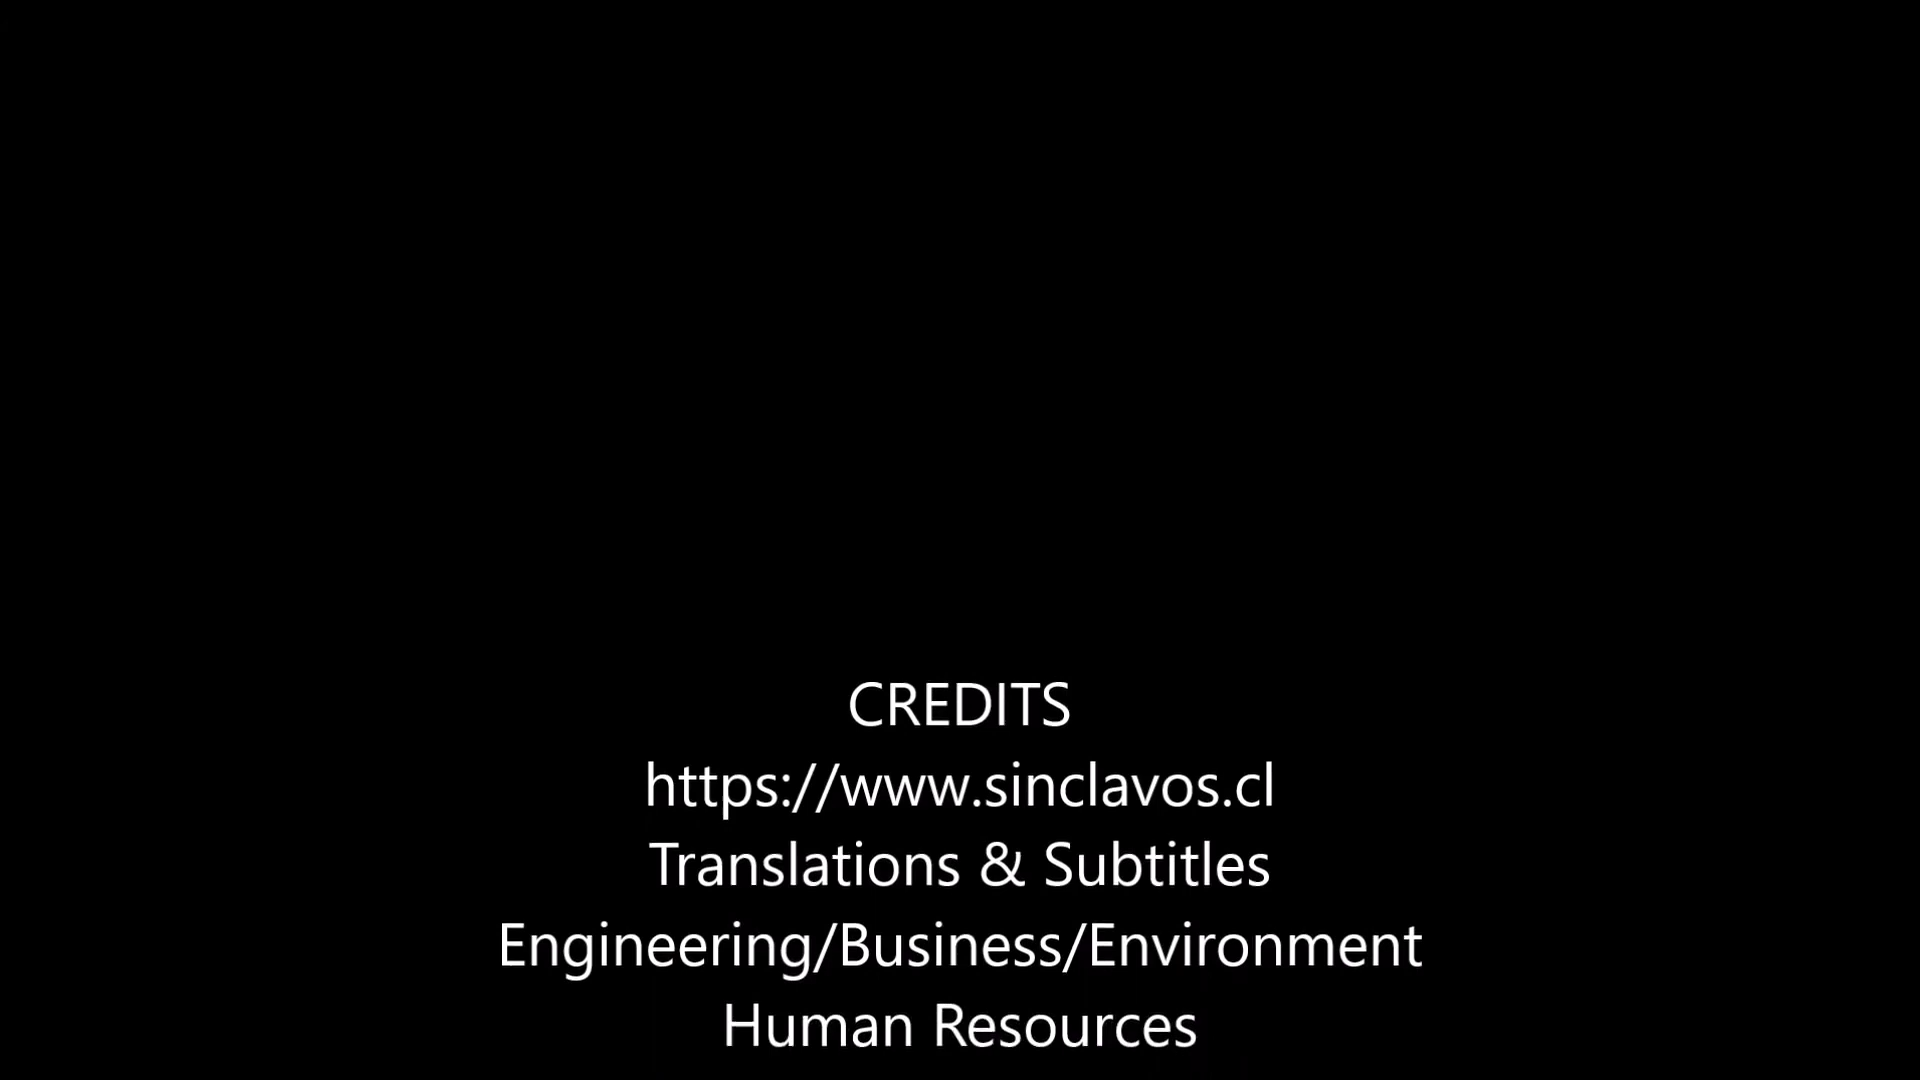 CREDITS
https://www.sinclavos.cl
Translations & Subtitles
Engineering/Business/Environment
Human Resources